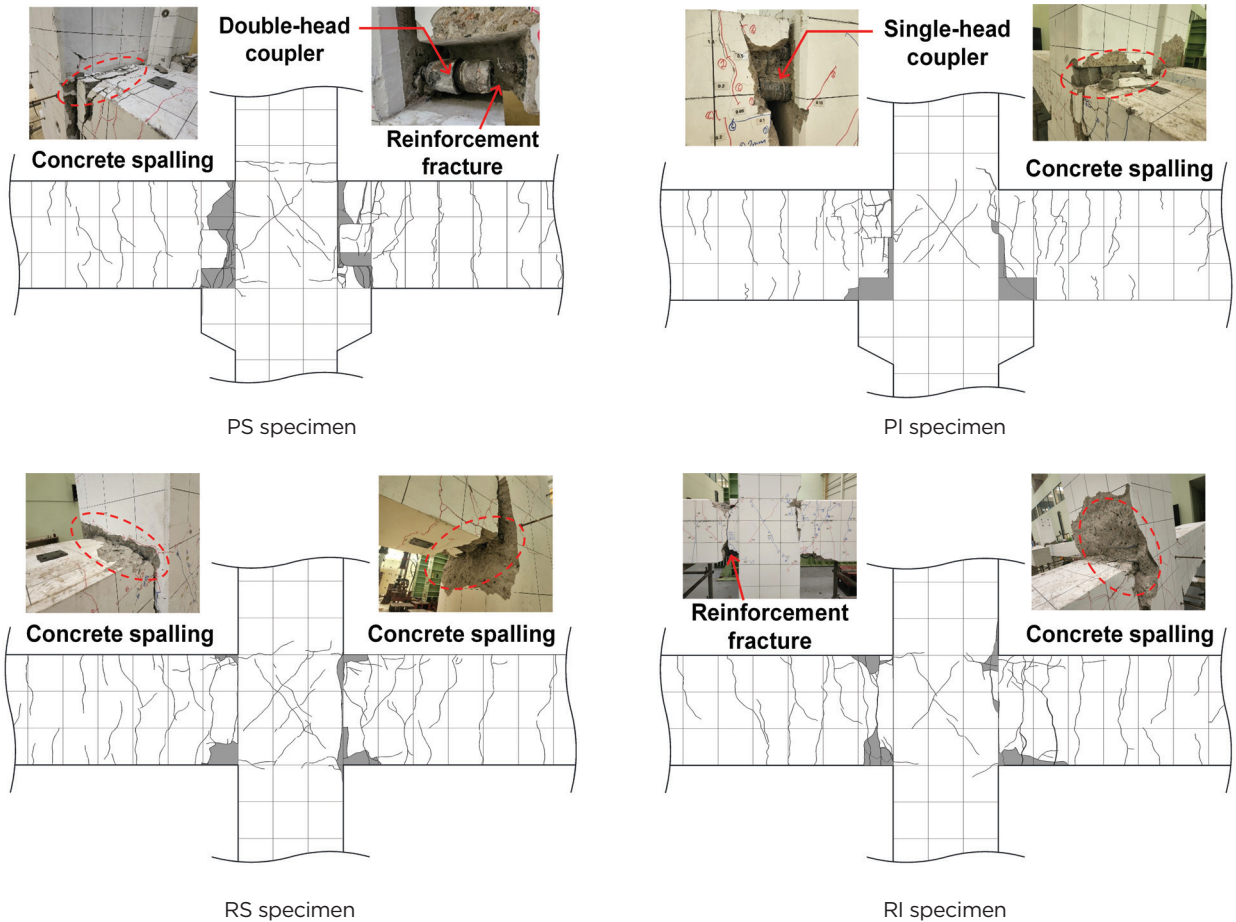 Double-head
coupler
Reinforcement
fracture
Concrete spalling
PS specimen
Single-head
coupler
Concrete spalling
PI specimen
Concrete spalling
Concrete spalling
RS specimen
Reinforcement
fracture
Concrete spalling
RI specimen